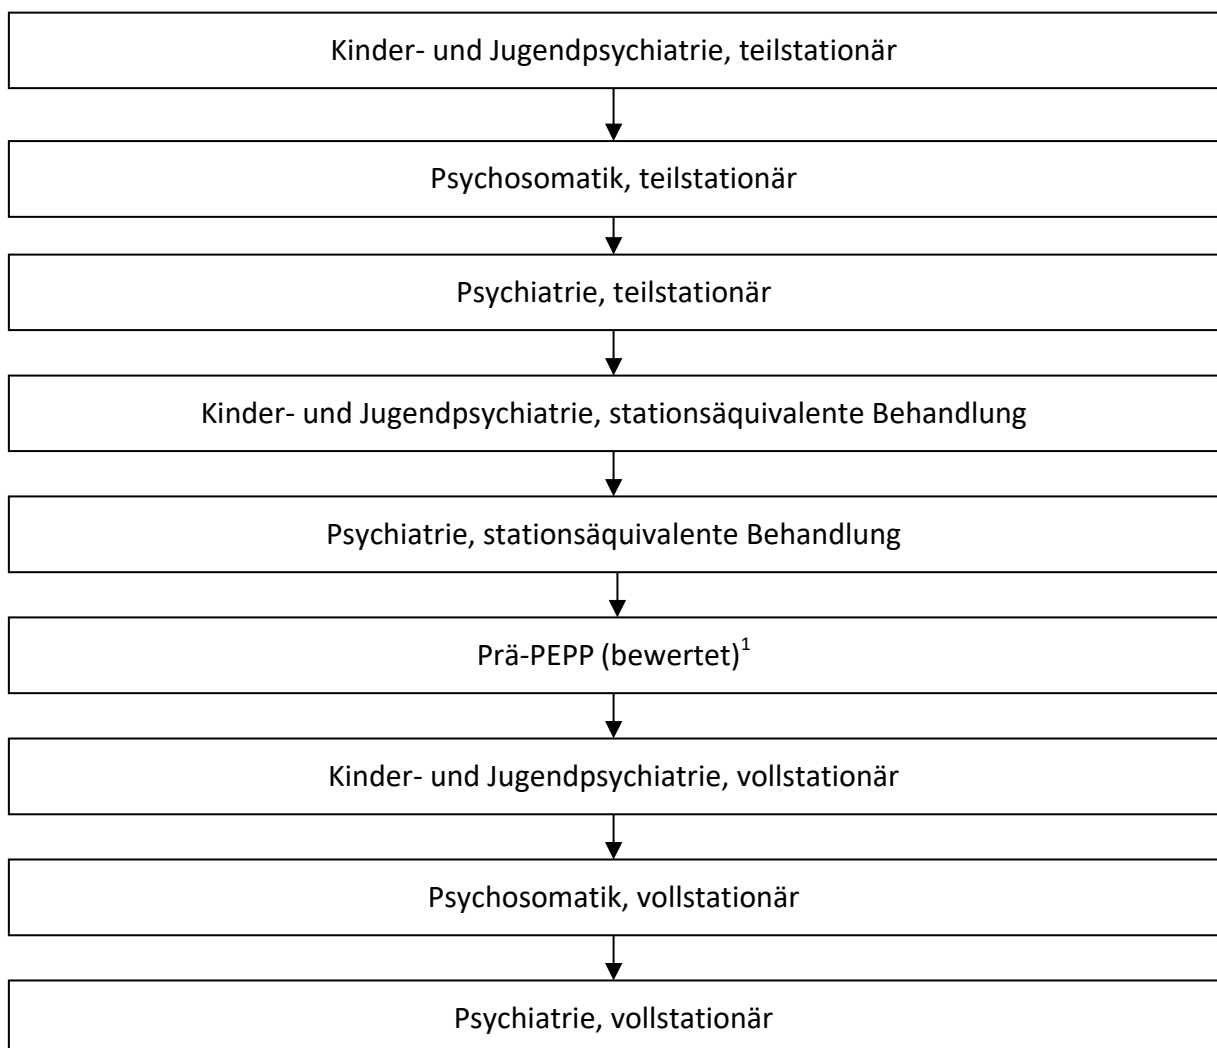 Kinder- und Jugendpsychiatrie, teilstationär
Psychosomatik, teilstationär
Psychiatrie, teilstationär
Kinder- und Jugendpsychiatrie, stationsäquivalente Behandlung
Psychiatrie, stationsäquivalente Behandlung
Prä-PEPP (bewertet)¹
Kinder- und Jugendpsychiatrie, vollstationär
Psychosomatik, vollstationär
Psychiatrie, vollstationär